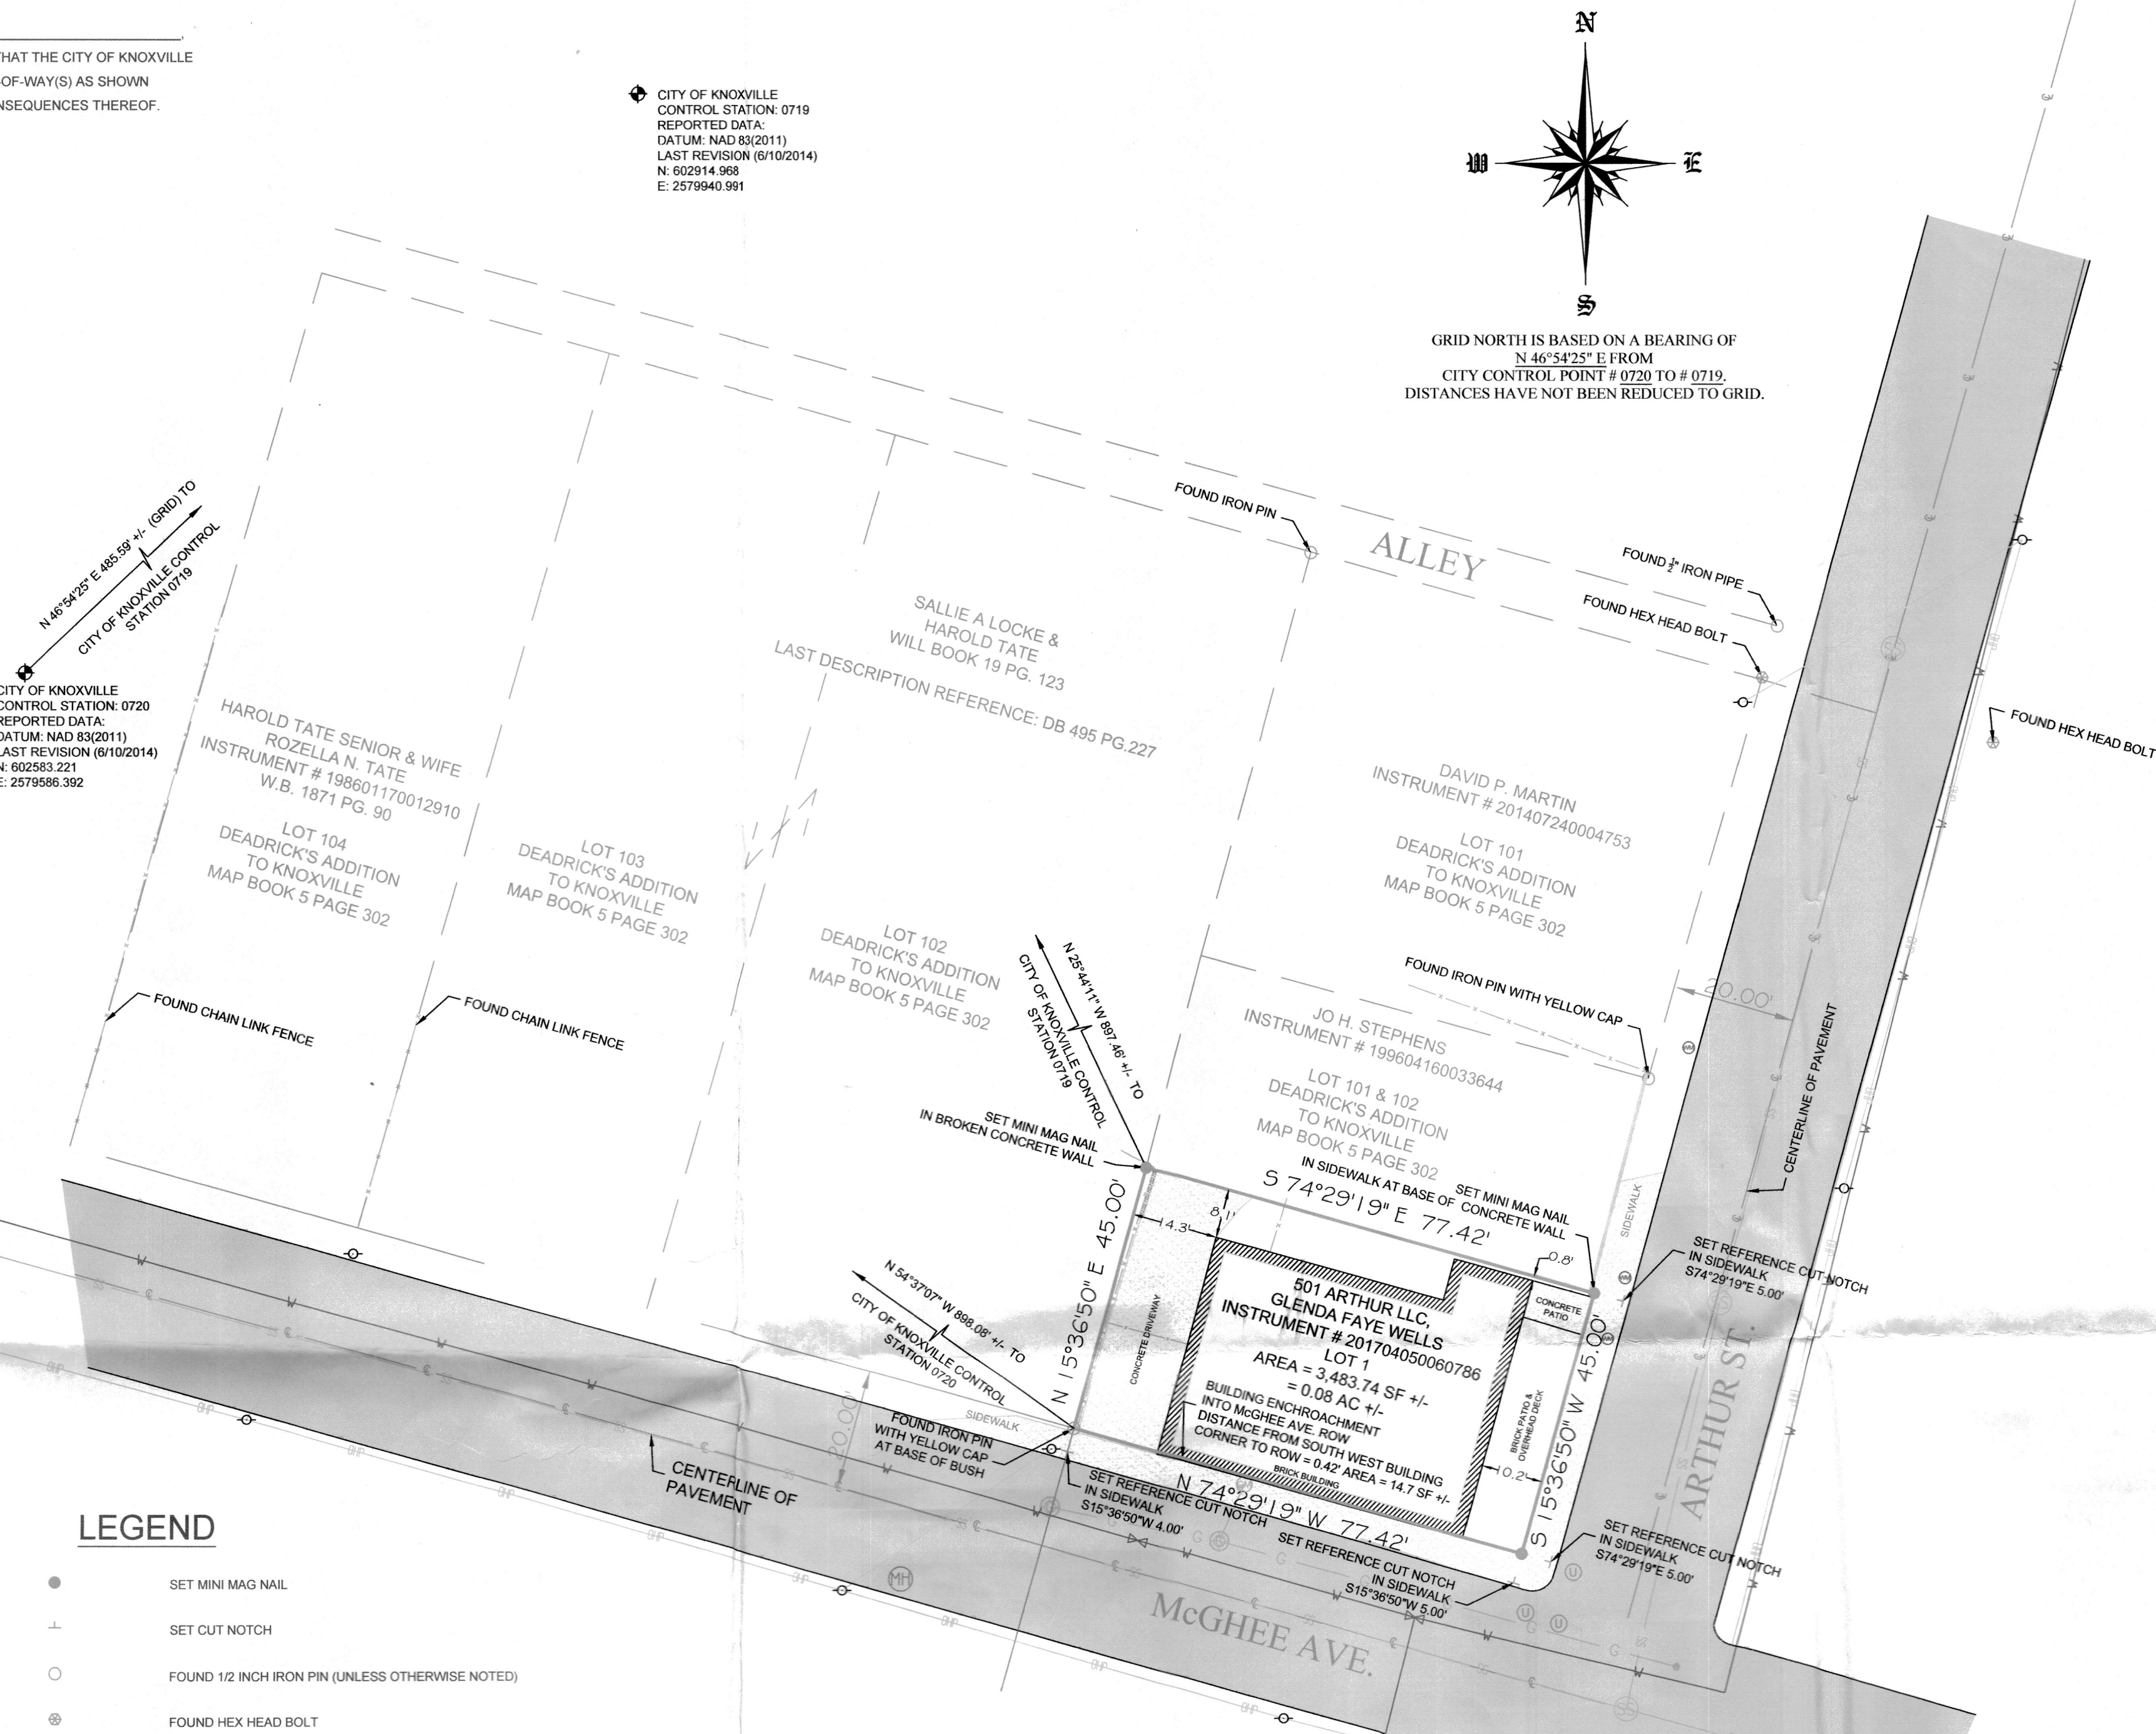 THAT THE CITY OF KNOXVILLE
-OF-WAY(S) AS SHOWN
NSEQUENCES THEREOF.
CITY OF KNOXVILLE
CONTROL STATION: 0719
REPORTED DATA:
DATUM: NAD 83(2011)
LAST REVISION (6/10/2014)
N: 602914.968
E: 2579940.991
N
W
E
S
GRID NORTH IS BASED ON A BEARING OF
N 46°54'25" E FROM
CITY CONTROL POINT # 0720 TO # 0719.
DISTANCES HAVE NOT BEEN REDUCED TO GRID.
N 46°54'25" E 485.59' +/- (GRID) TO
CITY OF KNOXVILLE CONTROL
STATION 0719
CITY OF KNOXVILLE
CONTROL STATION: 0720
REPORTED DATA:
DATUM: NAD 83(2011)
LAST REVISION (6/10/2014)
N: 602583.221
E: 2579586.392
FOUND IRON PIN
ALLEY
FOUND 1/2" IRON PIPE
FOUND HEX HEAD BOLT
FOUND HEX HEAD BOLT
HAROLD TATE SENIOR & WIFE
ROZELLA N. TATE
INSTRUMENT # 198601170012910
W.B. 1871 PG. 90
LOT 104
DEADRICK'S ADDITION
TO KNOXVILLE
MAP BOOK 5 PAGE 302
LOT 103
DEADRICK'S ADDITION
TO KNOXVILLE
MAP BOOK 5 PAGE 302
SALLIE A LOCKE &
HAROLD TATE
WILL BOOK 19 PG. 123
LAST DESCRIPTION REFERENCE: DB 495 PG.227
LOT 102
DEADRICK'S ADDITION
TO KNOXVILLE
MAP BOOK 5 PAGE 302
DAVID P. MARTIN
INSTRUMENT # 201407240004753
LOT 101
DEADRICK'S ADDITION
TO KNOXVILLE
MAP BOOK 5 PAGE 302
FOUND CHAIN LINK FENCE
FOUND CHAIN LINK FENCE
N 25°44'11" W 897.46' +/- TO
CITY OF KNOXVILLE CONTROL
STATION 0719
FOUND IRON PIN WITH YELLOW CAP
20.00'
CENTERLINE OF PAVEMENT
JO H. STEPHENS
INSTRUMENT # 199604160033644
LOT 101 & 102
DEADRICK'S ADDITION
TO KNOXVILLE
MAP BOOK 5 PAGE 302
SET MINI MAG NAIL
IN BROKEN CONCRETE WALL
SET MINI MAG NAIL
IN SIDEWALK AT BASE OF CONCRETE WALL
S 74°29'19" E 77.42'
SIDEWALK
8.1'
14.3'
0.8'
N 15°36'50" E 45.00'
CONCRETE DRIVEWAY
SET REFERENCE CUT NOTCH
IN SIDEWALK
S74°29'19"E 5.00'
CONCRETE
PATIO
501 ARTHUR LLC,
GLENDA FAYE WELLS
INSTRUMENT # 201704050060786
LOT 1
AREA = 3,483.74 SF +/-
= 0.08 AC +/-
BUILDING ENCHROACHMENT
INTO McGHEE AVE. ROW
DISTANCE FROM SOUTH WEST BUILDING
CORNER TO ROW = 0.42' AREA = 14.7 SF +/-
BRICK BUILDING
BRICK PATIO &
OVERHEAD DECK
10.2'
S 15°36'50" W 45.00'
N 54°37'07" W 898.08' +/- TO
CITY OF KNOXVILLE CONTROL
STATION 0720
20.00'
SIDEWALK
FOUND IRON PIN
WITH YELLOW CAP
AT BASE OF BUSH
N 74°29'19" W 77.42'
SET REFERENCE CUT NOTCH
IN SIDEWALK
S15°36'50"W 4.00'
SET REFERENCE CUT NOTCH
IN SIDEWALK
S15°36'50"W 5.00'
SET REFERENCE CUT NOTCH
IN SIDEWALK
S74°29'19"E 5.00'
ARTHUR ST.
CENTERLINE OF
PAVEMENT
MH
McGHEE AVE.
LEGEND
SET MINI MAG NAIL
SET CUT NOTCH
FOUND 1/2 INCH IRON PIN (UNLESS OTHERWISE NOTED)
FOUND HEX HEAD BOLT